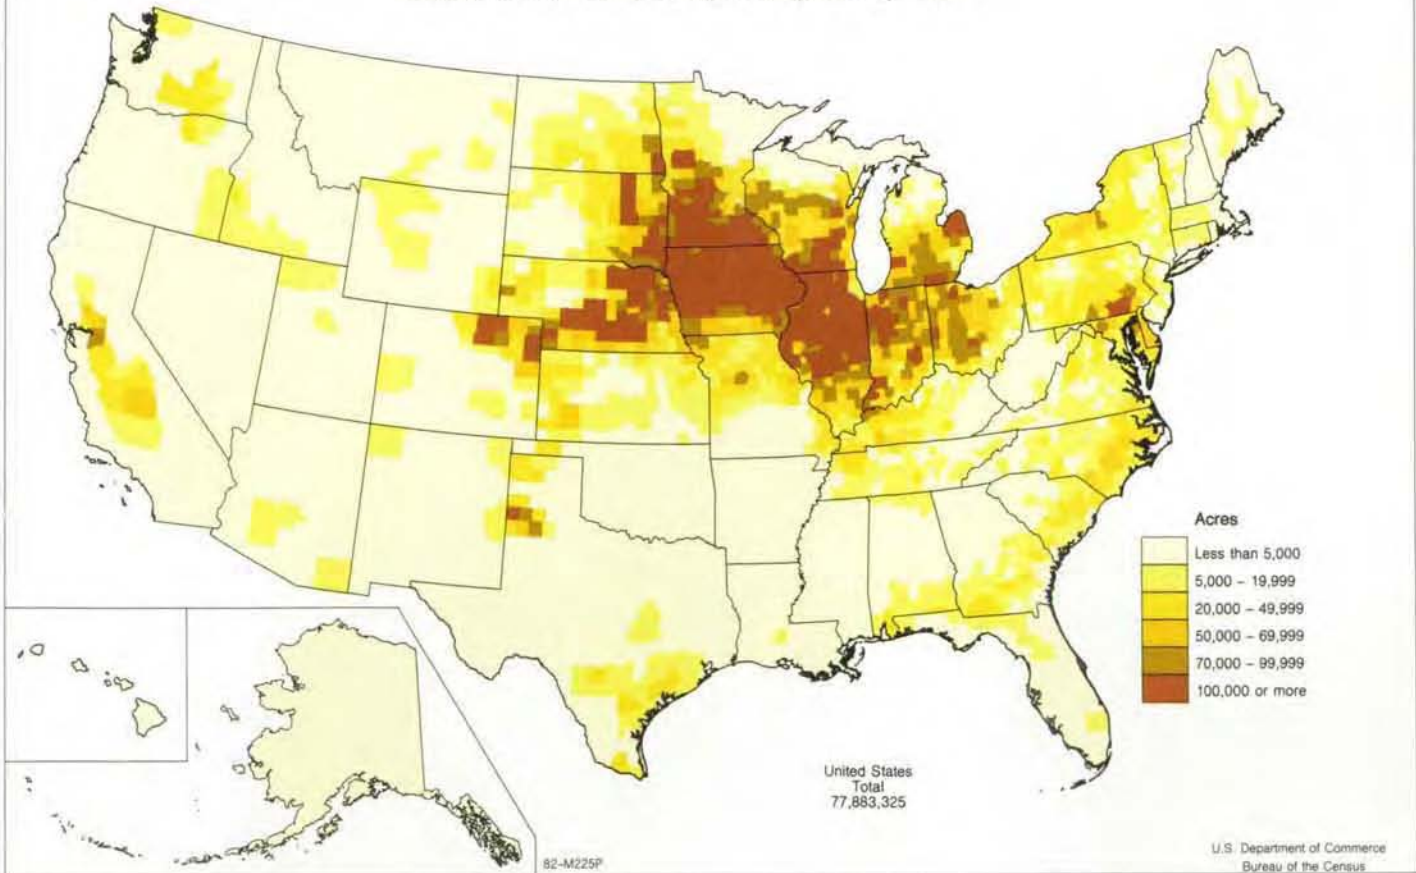 Acres
Less than 5,000
5,000 – 19,999
20,000 – 49,999
50,000 – 69,999
70,000 – 99,999
100,000 or more
United States
Total
77,883,325
82-M225P
U.S. Department of Commerce
Bureau of the Census